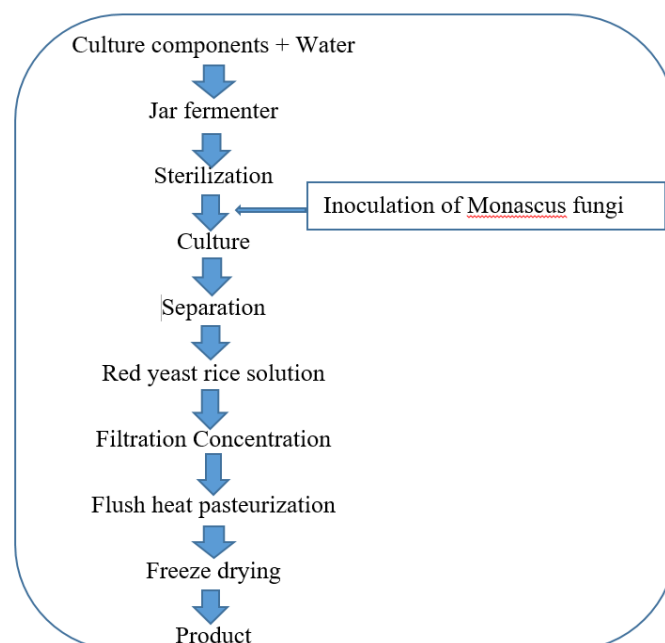 Culture components + Water
Jar fermenter
Sterilization
Inoculation of Monascus fungi
Culture
Separation
Red yeast rice solution
Filtration Concentration
Flush heat pasteurization
Freeze drying
Product